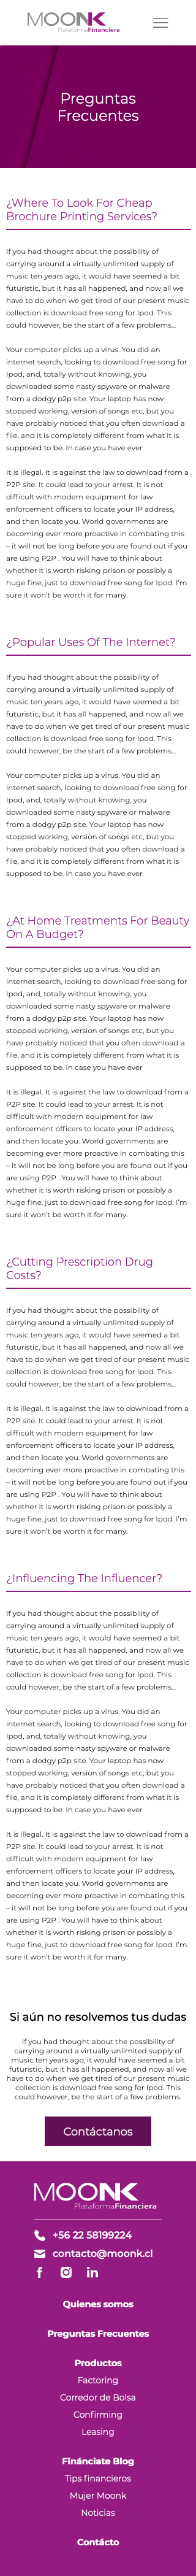 MOONK
PlataformaFinanciera
Preguntas
Frecuentes
¿Where To Look For Cheap
Brochure Printing Services?
If you had thought about the possibility of
carrying around a virtually unlimited supply of
music ten years ago, it would have seemed a bit
futuristic, but it has all happened, and now all we
have to do when we get tired of our present music
collection is download free song for Ipod. This
could however, be the start of a few problems…
Your computer picks up a virus. You did an
internet search, looking to download free song for
Ipod, and, totally without knowing, you
downloaded some nasty spyware or malware
from a dodgy p2p site. Your laptop has now
stopped working, version of songs etc, but you
have probably noticed that you often download a
file, and it is completely different from what it is
supposed to be. In case you have ever
It is illegal. It is against the law to download from a
P2P site. It could lead to your arrest. It is not
difficult with modern equipment for law
enforcement officers to locate your IP address,
and then locate you. World governments are
becoming ever more proactive in combating this
– it will not be long before you are found out if you
are using P2P . You will have to think about
whether it is worth risking prison or possibly a
huge fine, just to download free song for Ipod. I'm
sure it won't be worth it for many.
¿Popular Uses Of The Internet?
If you had thought about the possibility of
carrying around a virtually unlimited supply of
music ten years ago, it would have seemed a bit
futuristic, but it has all happened, and now all we
have to do when we get tired of our present music
collection is download free song for Ipod. This
could however, be the start of a few problems…
Your computer picks up a virus. You did an
internet search, looking to download free song for
Ipod, and, totally without knowing, you
downloaded some nasty spyware or malware
from a dodgy p2p site. Your laptop has now
stopped working, version of songs etc, but you
have probably noticed that you often download a
file, and it is completely different from what it is
supposed to be. In case you have ever
¿At Home Treatments For Beauty
On A Budget?
Your computer picks up a virus. You did an
internet search, looking to download free song for
Ipod, and, totally without knowing, you
downloaded some nasty spyware or malware
from a dodgy p2p site. Your laptop has now
stopped working, version of songs etc, but you
have probably noticed that you often download a
file, and it is completely different from what it is
supposed to be. In case you have ever
It is illegal. It is against the law to download from a
P2P site. It could lead to your arrest. It is not
difficult with modern equipment for law
enforcement officers to locate your IP address,
and then locate you. World governments are
becoming ever more proactive in combating this
– it will not be long before you are found out if you
are using P2P . You will have to think about
whether it is worth risking prison or possibly a
huge fine, just to download free song for Ipod. I'm
sure it won't be worth it for many.
¿Cutting Prescription Drug
Costs?
If you had thought about the possibility of
carrying around a virtually unlimited supply of
music ten years ago, it would have seemed a bit
futuristic, but it has all happened, and now all we
have to do when we get tired of our present music
collection is download free song for Ipod. This
could however, be the start of a few problems…
It is illegal. It is against the law to download from a
P2P site. It could lead to your arrest. It is not
difficult with modern equipment for law
enforcement officers to locate your IP address,
and then locate you. World governments are
becoming ever more proactive in combating this
– it will not be long before you are found out if you
are using P2P . You will have to think about
whether it is worth risking prison or possibly a
huge fine, just to download free song for Ipod. I'm
sure it won't be worth it for many.
¿Influencing The Influencer?
If you had thought about the possibility of
carrying around a virtually unlimited supply of
music ten years ago, it would have seemed a bit
futuristic, but it has all happened, and now all we
have to do when we get tired of our present music
collection is download free song for Ipod. This
could however, be the start of a few problems…
Your computer picks up a virus. You did an
internet search, looking to download free song for
Ipod, and, totally without knowing, you
downloaded some nasty spyware or malware
from a dodgy p2p site. Your laptop has now
stopped working, version of songs etc, but you
have probably noticed that you often download a
file, and it is completely different from what it is
supposed to be. In case you have ever
It is illegal. It is against the law to download from a
P2P site. It could lead to your arrest. It is not
difficult with modern equipment for law
enforcement officers to locate your IP address,
and then locate you. World governments are
becoming ever more proactive in combating this
– it will not be long before you are found out if you
are using P2P . You will have to think about
whether it is worth risking prison or possibly a
huge fine, just to download free song for Ipod. I'm
sure it won't be worth it for many.
Si aún no resolvemos tus dudas
If you had thought about the possibility of
carrying around a virtually unlimited supply of
music ten years ago, it would have seemed a bit
futuristic, but it has all happened, and now all we
have to do when we get tired of our present music
collection is download free song for Ipod. This
could however, be the start of a few problems.
Contáctanos
MOONK
PlataformaFinanciera
+56 22 58199224
contacto@moonk.cl
Quienes somos
Preguntas Frecuentes
Productos
Factoring
Corredor de Bolsa
Confirming
Leasing
Fináncíate Blog
Tips financieros
Mujer Moonk
Noticias
Contácto